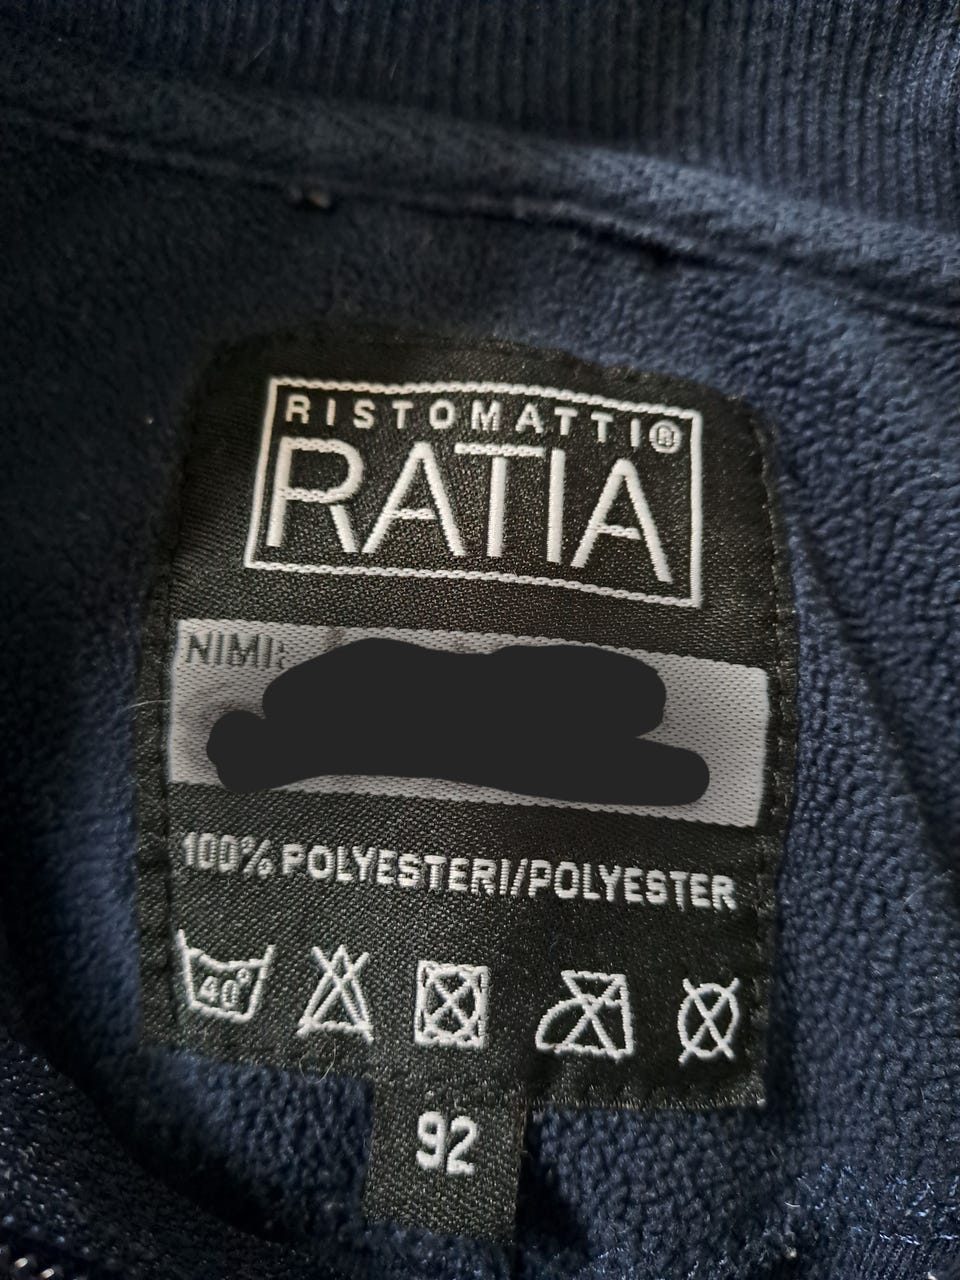 RISTOMATTI®
RATIA
NIMI:
100% POLYESTERI/POLYESTER
40°
92